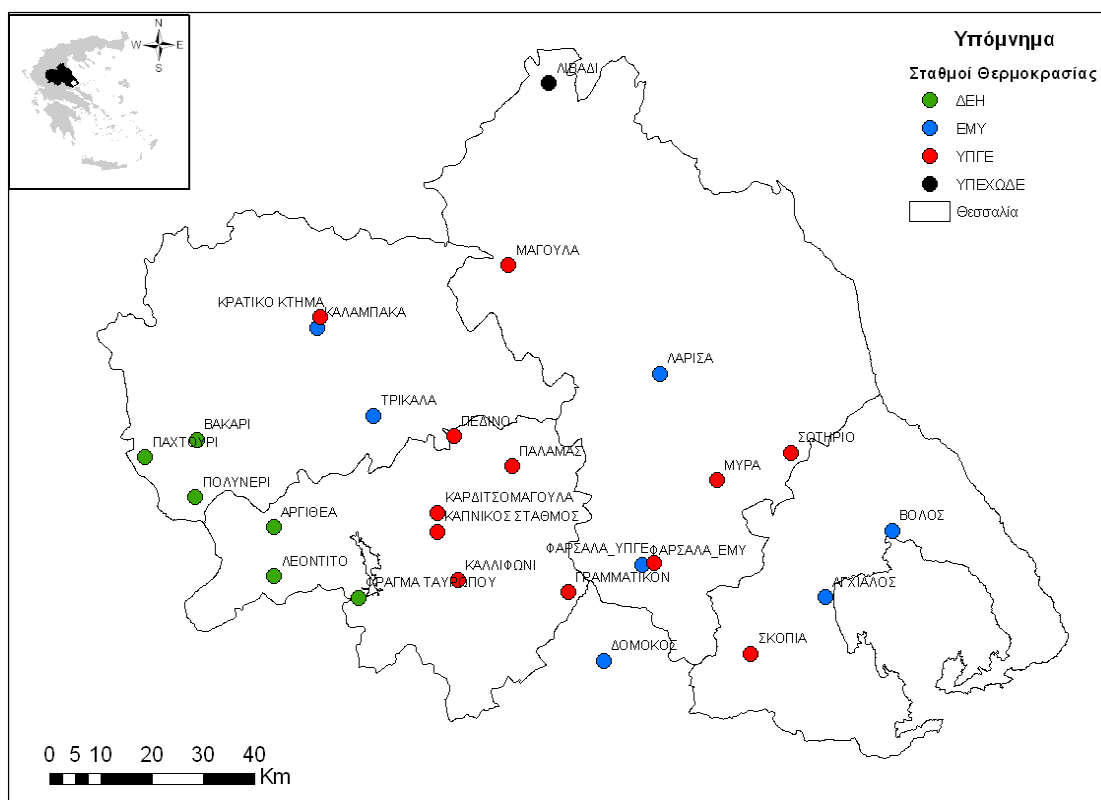 N
W E
S
Υπόμνημα
Σταθμοί Θερμοκρασίας
ΔΕΗ
ΕΜΥ
ΥΠΓΕ
ΥΠΕΧΩΔΕ
Θεσσαλία
ΛΙΒΑΔΙ
ΜΑΓΟΥΛΑ
ΚΡΑΤΙΚΟ ΚΤΗΜΑ
ΚΑΛΑΜΠΑΚΑ
ΛΑΡΙΣΑ
ΤΡΙΚΑΛΑ
ΠΕΔΙΝΟ
ΒΑΚΑΡΙ
ΠΑΧΤΟΥΡΙ
ΣΩΤΗΡΙΟ
ΠΑΛΑΜΑΣ
ΜΥΡΑ
ΠΟΛΥΝΕΡΙ
ΚΑΡΔΙΤΣΟΜΑΓΟΥΛΑ
ΑΡΓΙΘΕΑ
ΚΑΠΝΙΚΟΣ ΣΤΑΘΜΟΣ
ΒΟΛΟΣ
ΦΑΡΣΑΛΑ_ΥΠΓΕ
ΦΑΡΣΑΛΑ_ΕΜΥ
ΛΕΟΝΤΙΤΟ
ΚΑΛΛΙΦΩΝΙ
ΓΡΑΜΜΑΤΙΚΟΝ
ΦΡΑΓΜΑ ΤΑΥΡΩΠΟΥ
ΑΓΧΙΑΛΟΣ
ΔΟΜΟΚΟΣ
ΣΚΟΠΙΑ
0 5 10 20 30 40
Km